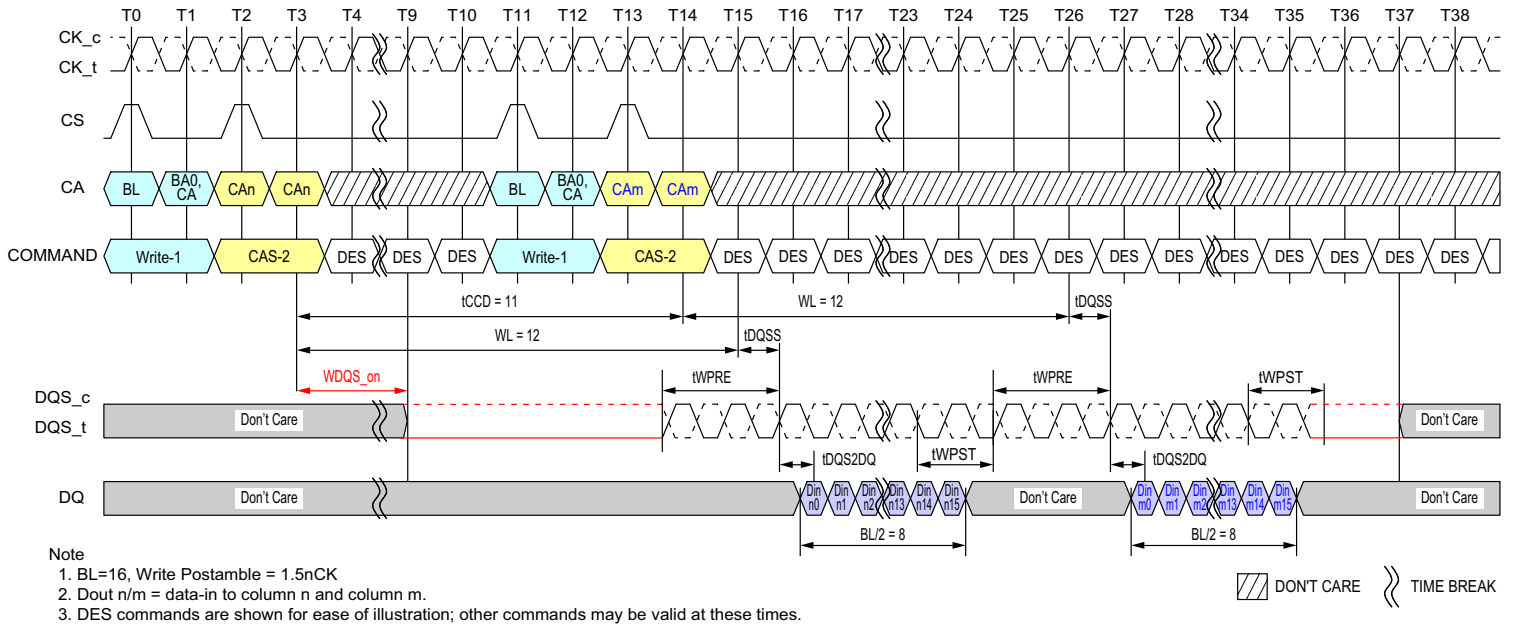 T0 T1 T2 T3 T4 T9 T10 T11 T12 T13 T14 T15 T16 T17 T23 T24 T25 T26 T27 T28 T34 T35 T36 T37 T38
CK_c
CK_t
CS
CA BL BA0, CA CAn CAn BL BA0, CA CAm CAm
COMMAND Write-1 CAS-2 DES DES DES Write-1 CAS-2 DES DES DES DES DES DES DES DES DES DES DES DES DES DES
tCCD = 11 WL = 12 tDQSS
WL = 12 tDQSS
WDQS_on tWPRE tWPRE tWPST
DQS_c
DQS_t Don't Care Don't Care
tDQS2DQ tWPST tDQS2DQ
DQ Don't Care Din n0 Din n1 Din n2 Din n13 Din n14 Din n15 Don't Care Din m0 Din m1 Din m2 Din m13 Din m14 Din m15 Don't Care
BL/2 = 8 BL/2 = 8
Note
1. BL=16, Write Postamble = 1.5nCK
2. Dout n/m = data-in to column n and column m.
3. DES commands are shown for ease of illustration; other commands may be valid at these times.
DON'T CARE TIME BREAK